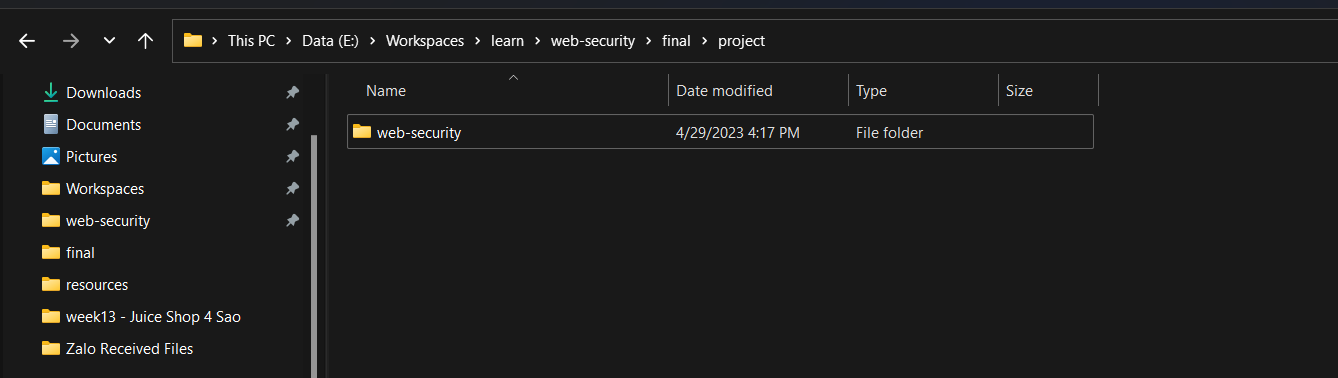 This PC > Data (E:) > Workspaces > learn > web-security > final > project
Name Date modified Type Size
web-security 4/29/2023 4:17 PM File folder
Downloads
Documents
Pictures
Workspaces
web-security
final
resources
week13 - Juice Shop 4 Sao
Zalo Received Files